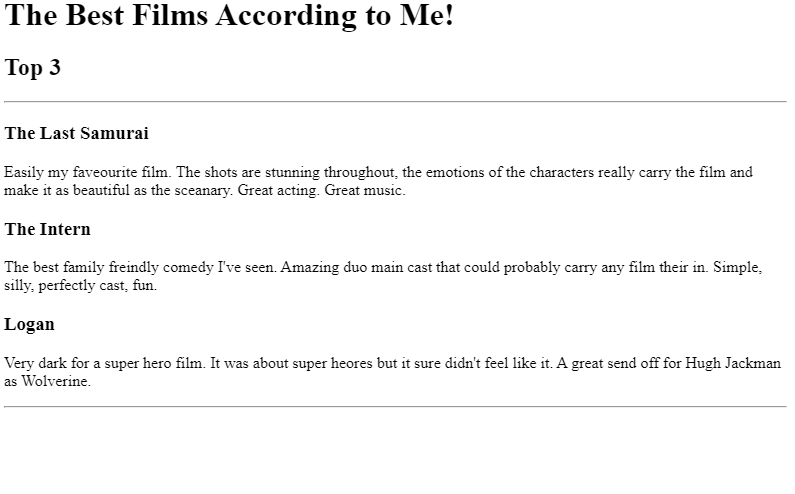 The Best Films According to Me!
Top 3
The Last Samurai
Easily my faveourite film. The shots are stunning throughout, the emotions of the characters really carry the film and
make it as beautiful as the sceanary. Great acting. Great music.
The Intern
The best family freindly comedy I've seen. Amazing duo main cast that could probably carry any film their in. Simple,
silly, perfectly cast, fun.
Logan
Very dark for a super hero film. It was about super heores but it sure didn't feel like it. A great send off for Hugh Jackman
as Wolverine.